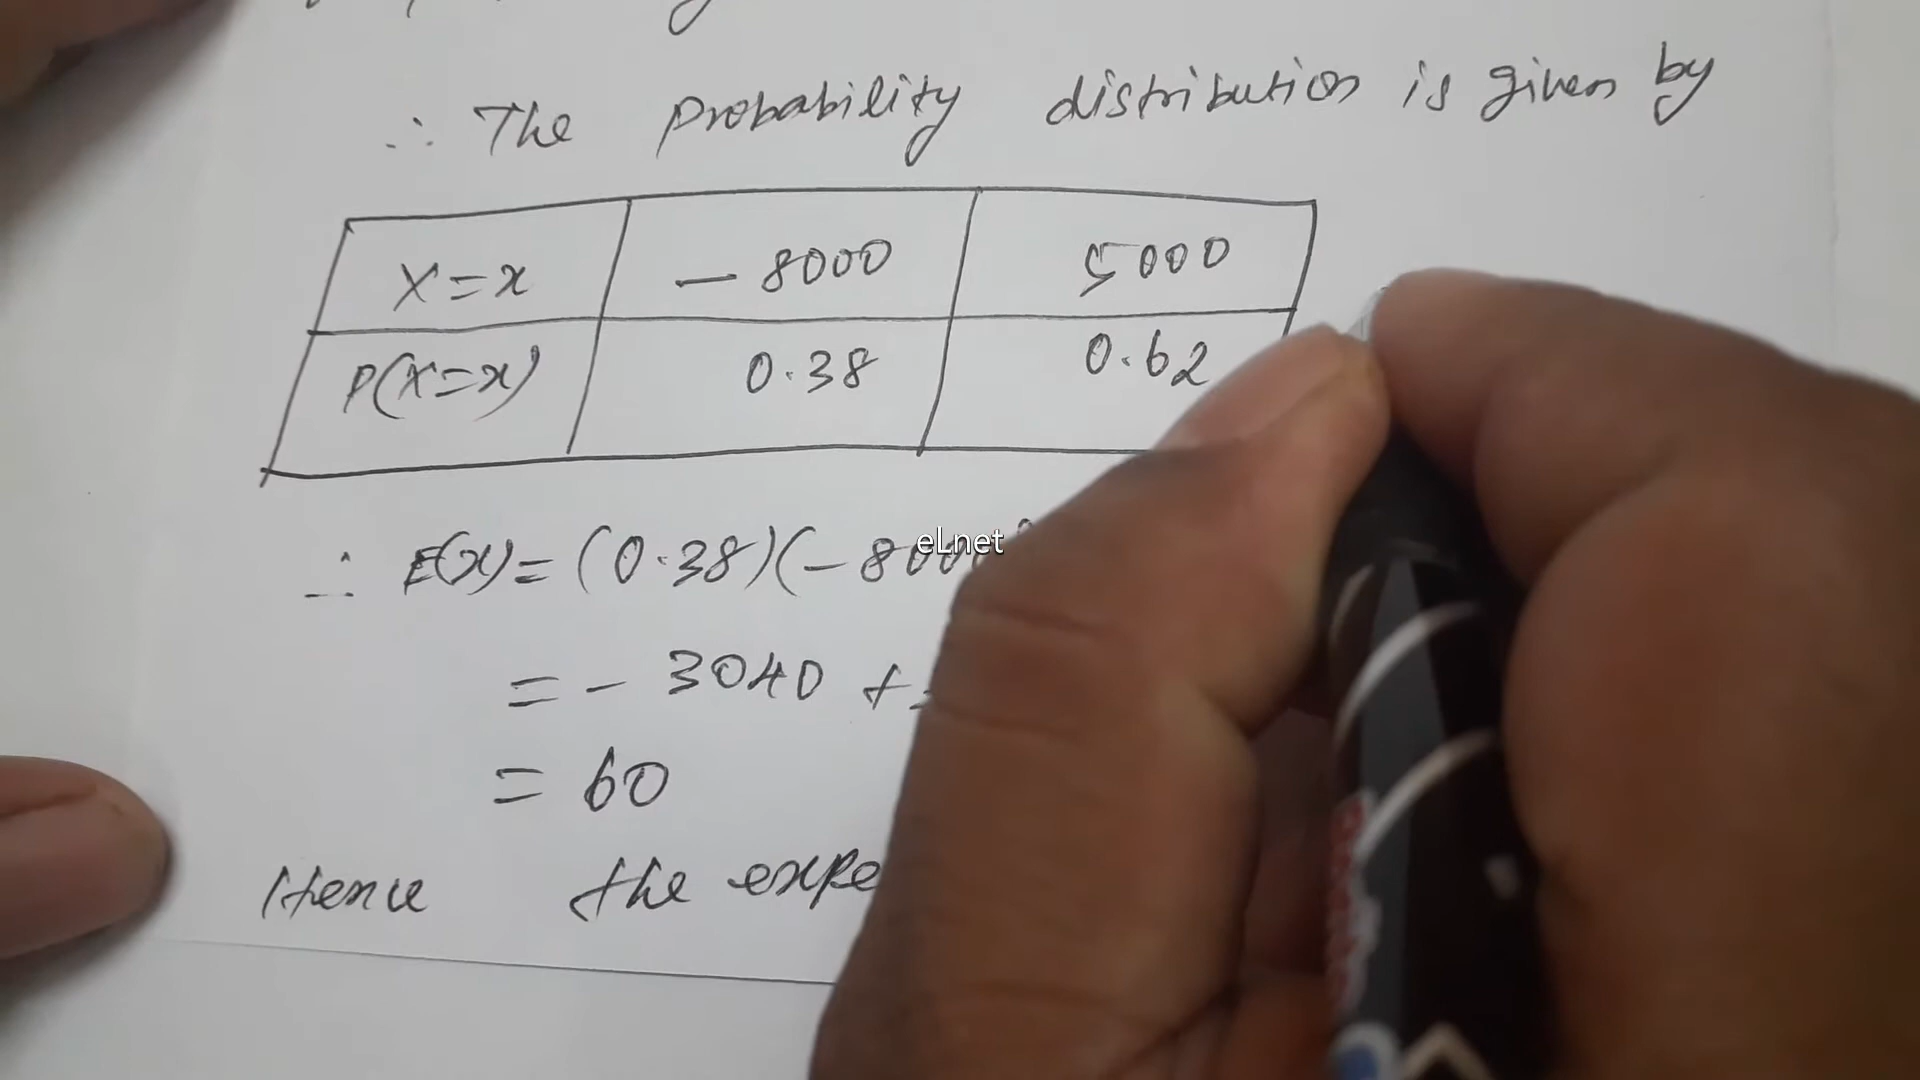 ∴ The probability distribution is given by
X=x -8000 5000
P(X=x) 0.38 0.62
∴ E(X)= (0.38)(-8000
eLnet
= - 3040 +
= 60
Hence the expe